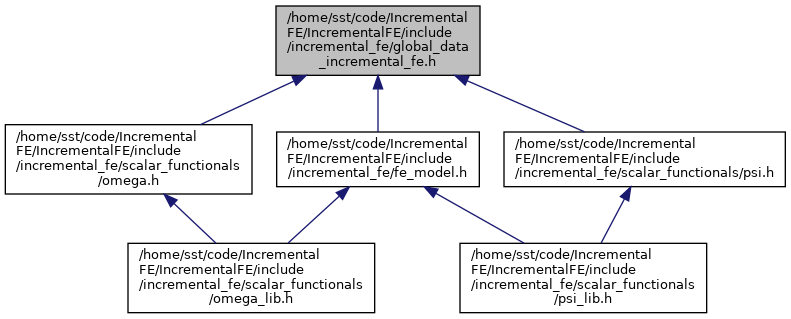 /home/sst/code/Incremental
FE/IncrementalFE/include
/incremental_fe/global_data
_incremental_fe.h
/home/sst/code/Incremental
FE/IncrementalFE/include
/incremental_fe/scalar_functionals
/omega.h
/home/sst/code/Incremental
FE/IncrementalFE/include
/incremental_fe/fe_model.h
/home/sst/code/Incremental
FE/IncrementalFE/include
/incremental_fe/scalar_functionals/psi.h
/home/sst/code/Incremental
FE/IncrementalFE/include
/incremental_fe/scalar_functionals
/omega_lib.h
/home/sst/code/Incremental
FE/IncrementalFE/include
/incremental_fe/scalar_functionals
/psi_lib.h